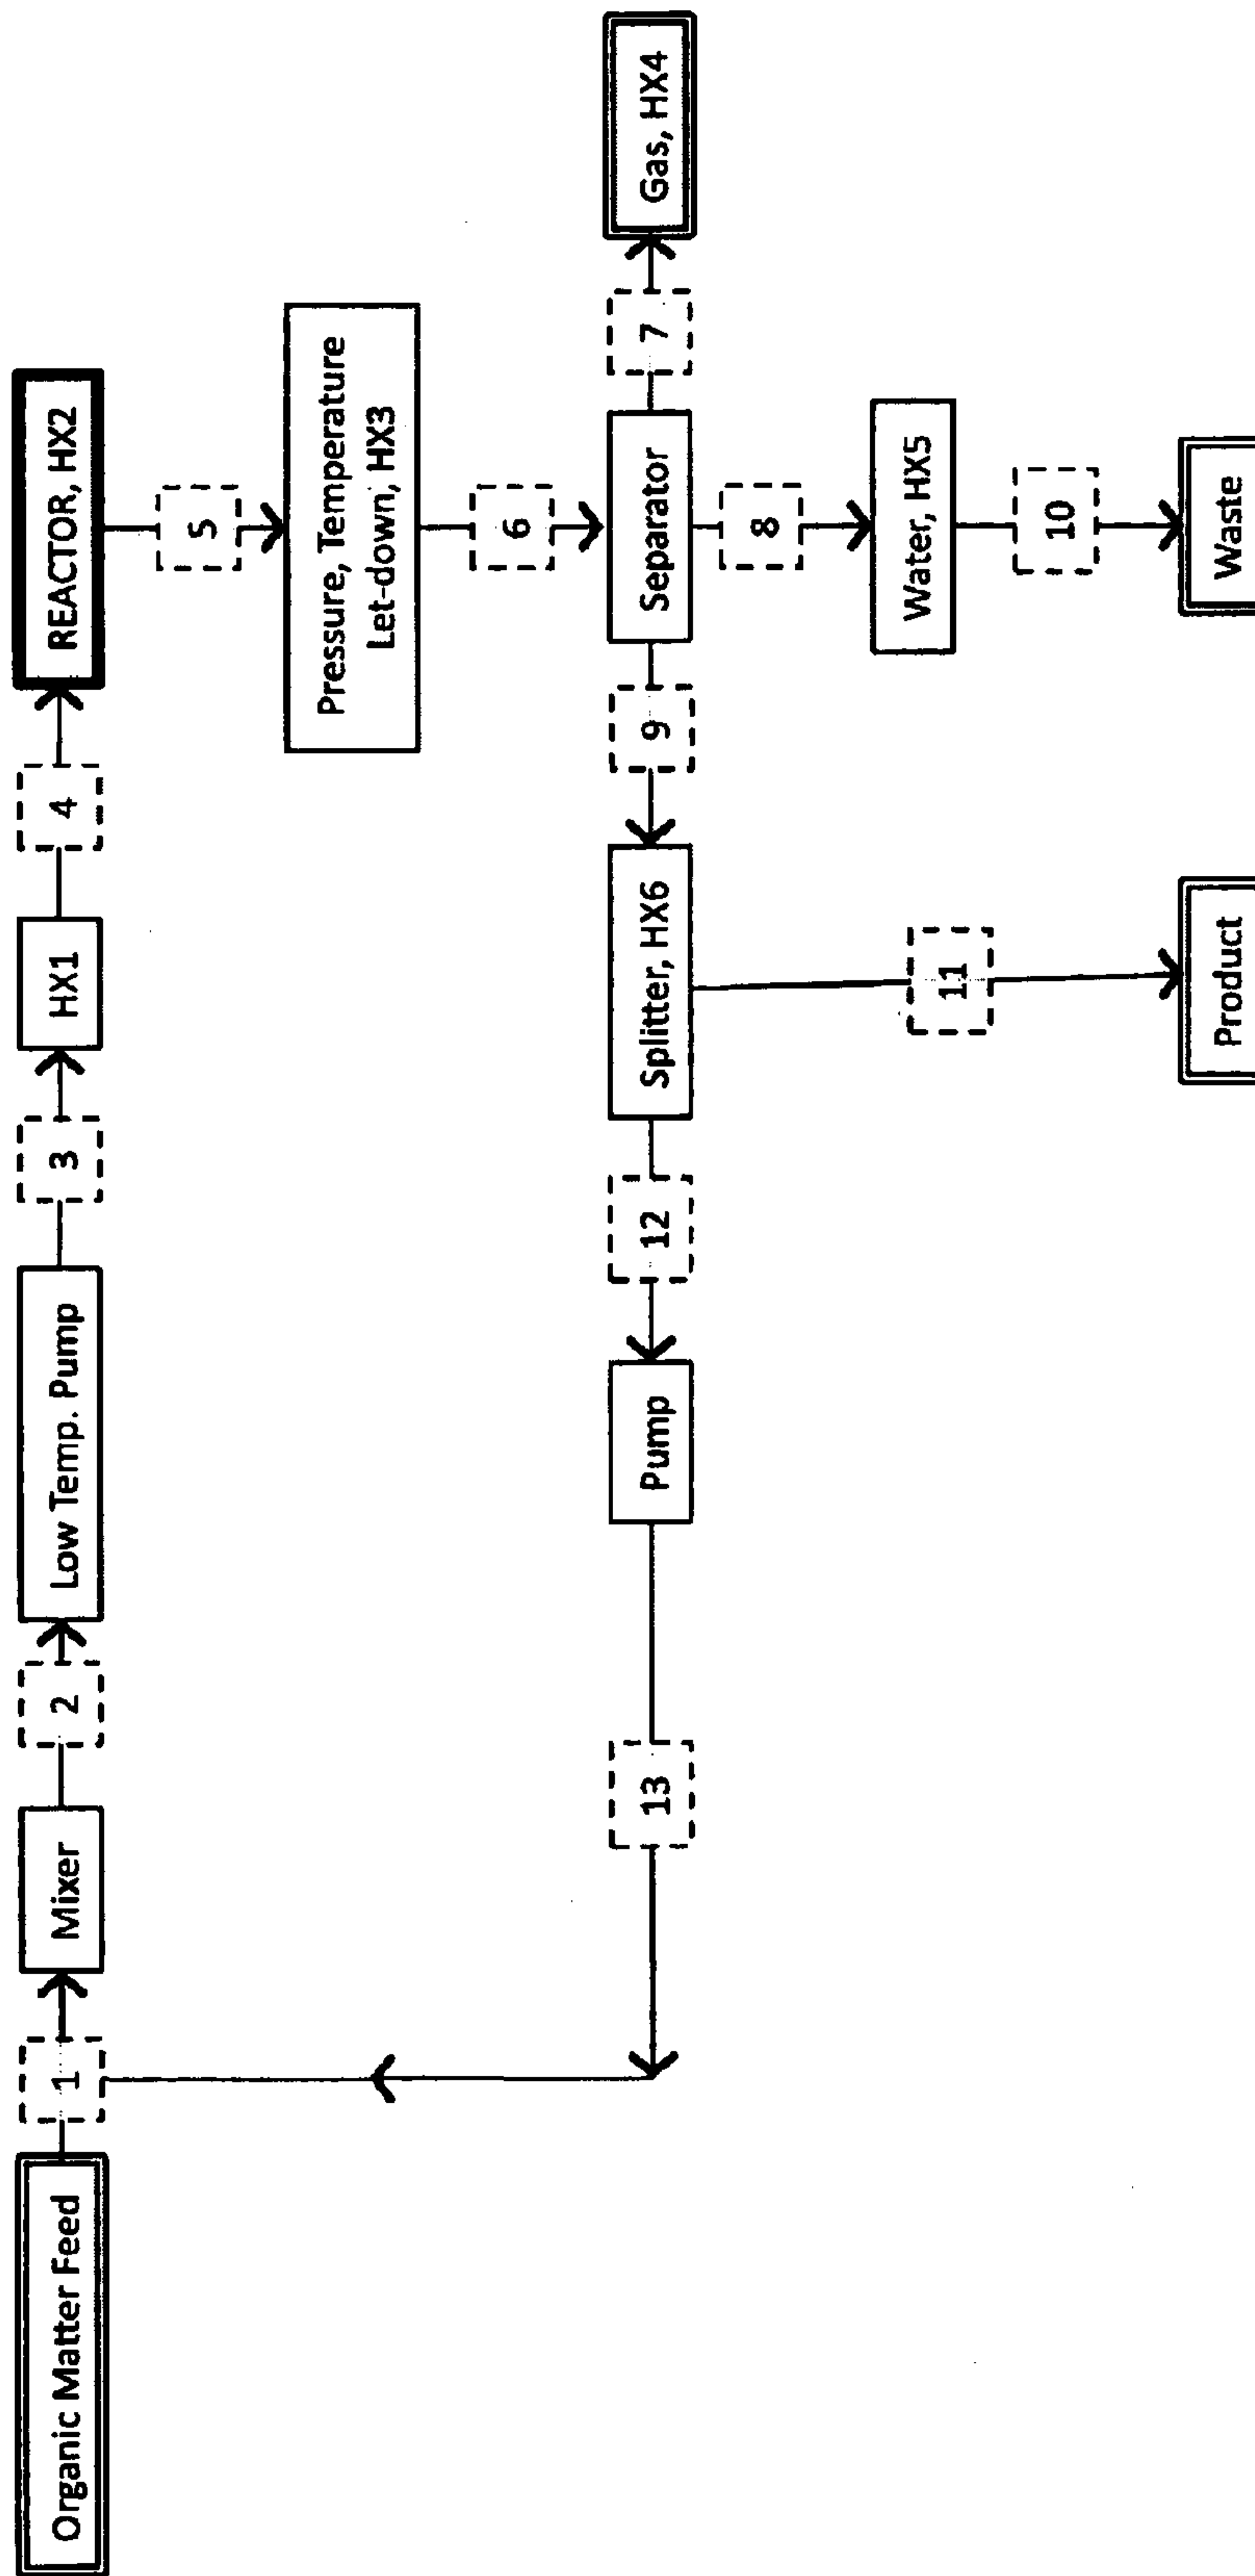 Organic Matter Feed
1
Mixer
2
Low Temp. Pump
3
HX1
4
REACTOR, HX2
5
Pressure, Temperature
Let-down, HX3
6
Separator
7
Gas, HX4
8
Water, HX5
10
Waste
9
Splitter, HX6
11
Product
12
Pump
13